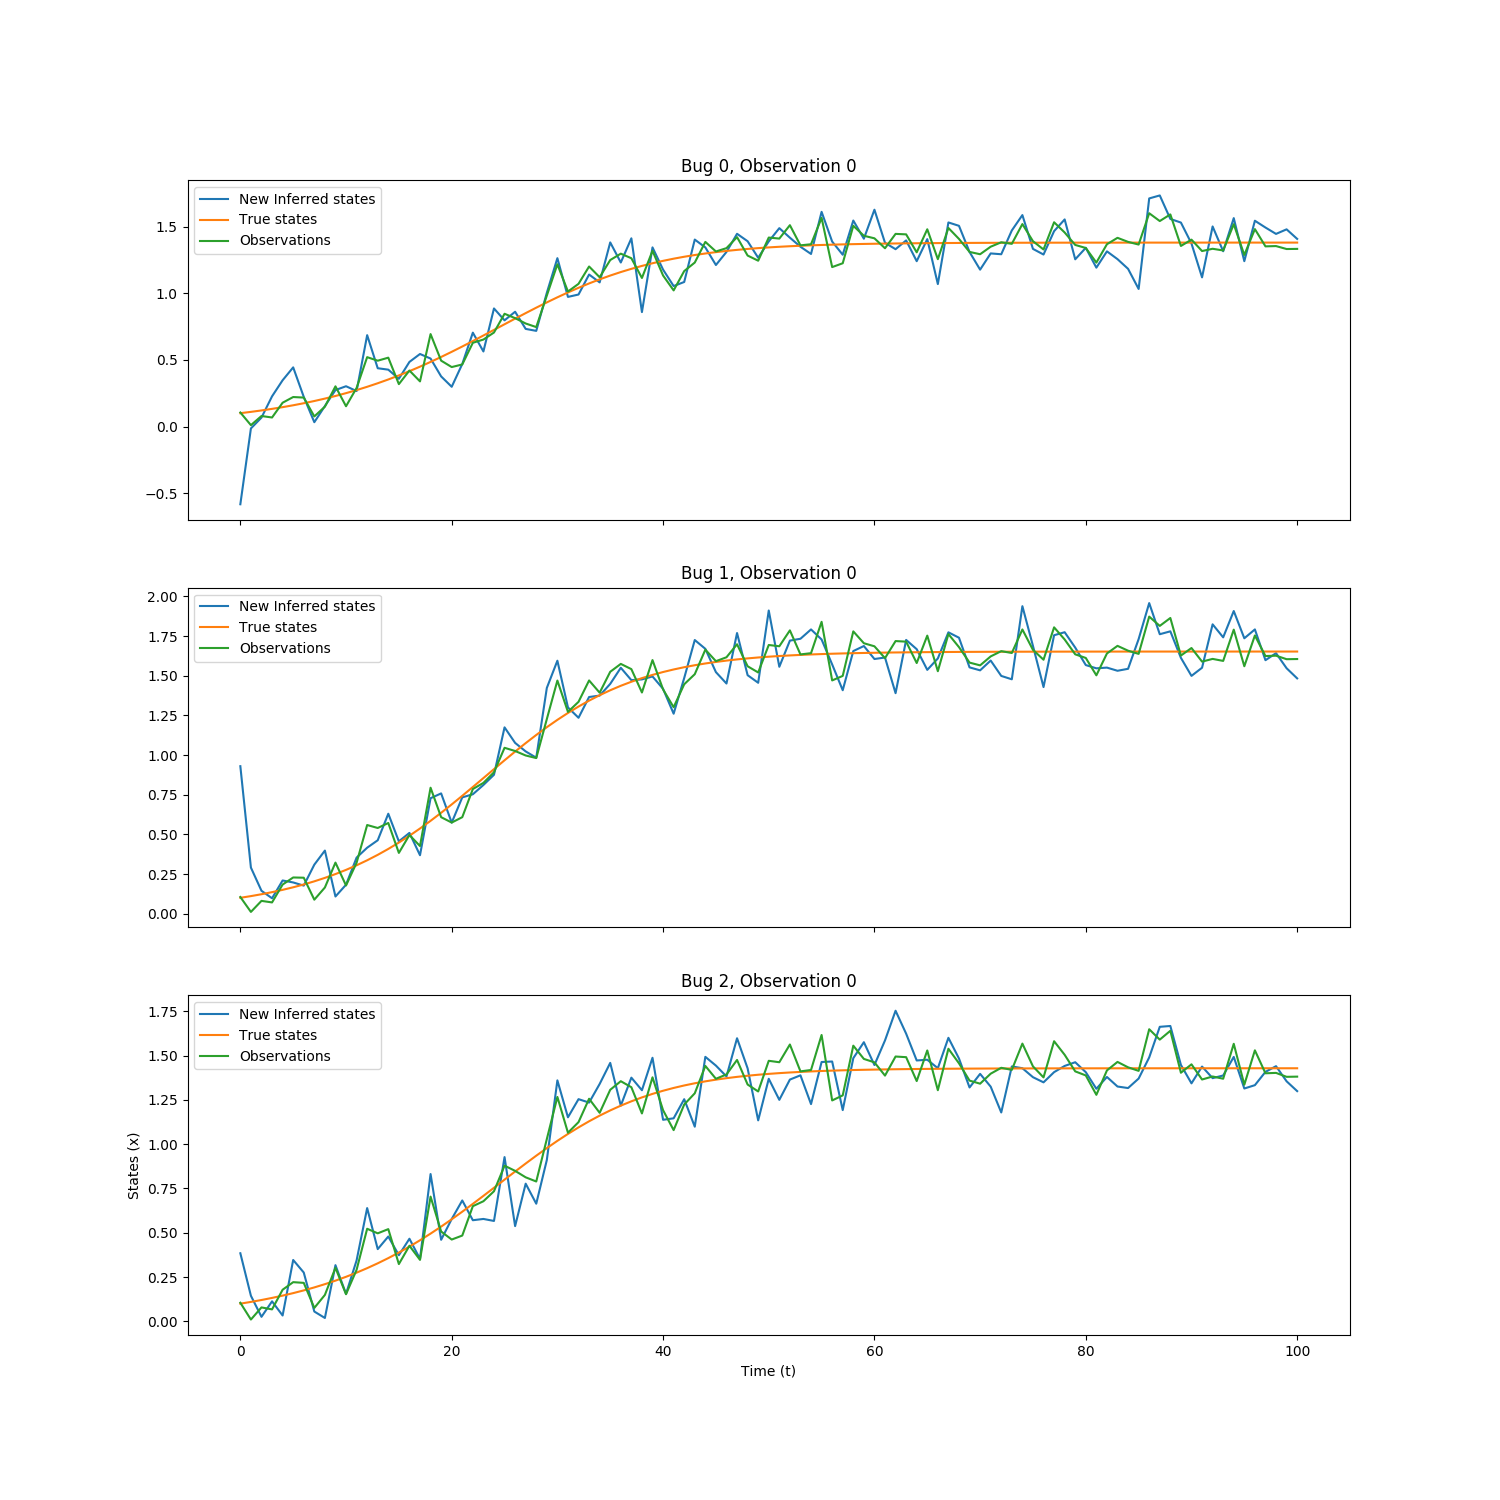 Bug 0, Observation 0
New Inferred states
True states
Observations
1.5
1.0
0.5
0.0
−0.5
Bug 1, Observation 0
New Inferred states
True states
Observations
2.00
1.75
1.50
1.25
1.00
0.75
0.50
0.25
0.00
Bug 2, Observation 0
New Inferred states
True states
Observations
1.75
1.50
1.25
1.00
0.75
0.50
0.25
0.00
States (x)
0 20 40 60 80 100
Time (t)